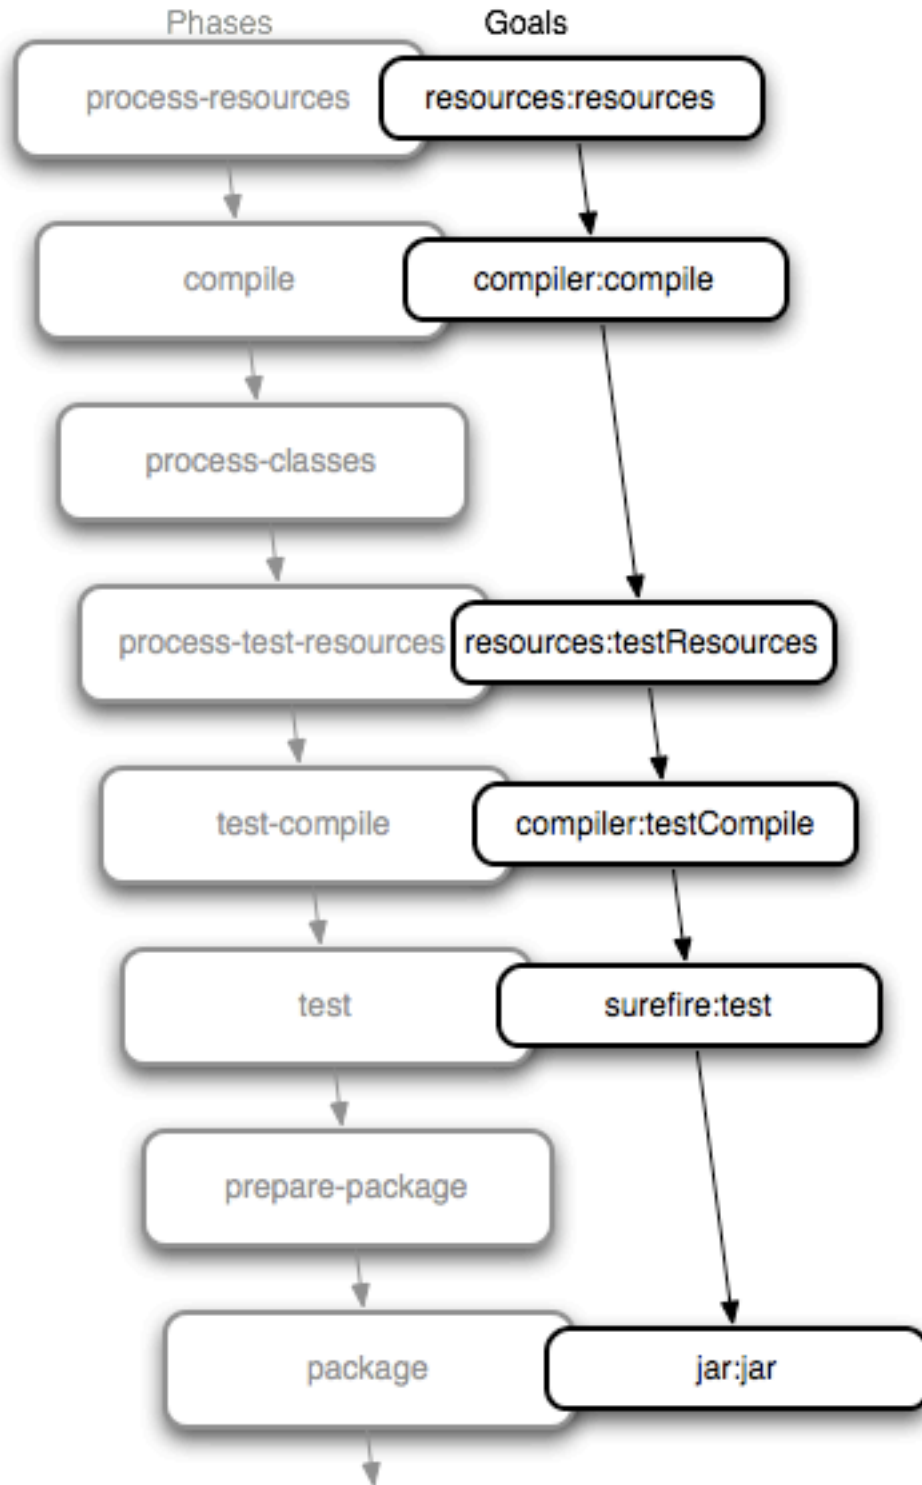 Phases Goals
process-resources resources:resources
compile compiler:compile
process-classes
process-test-resources resources:testResources
test-compile compiler:testCompile
test surefire:test
prepare-package
package jar:jar